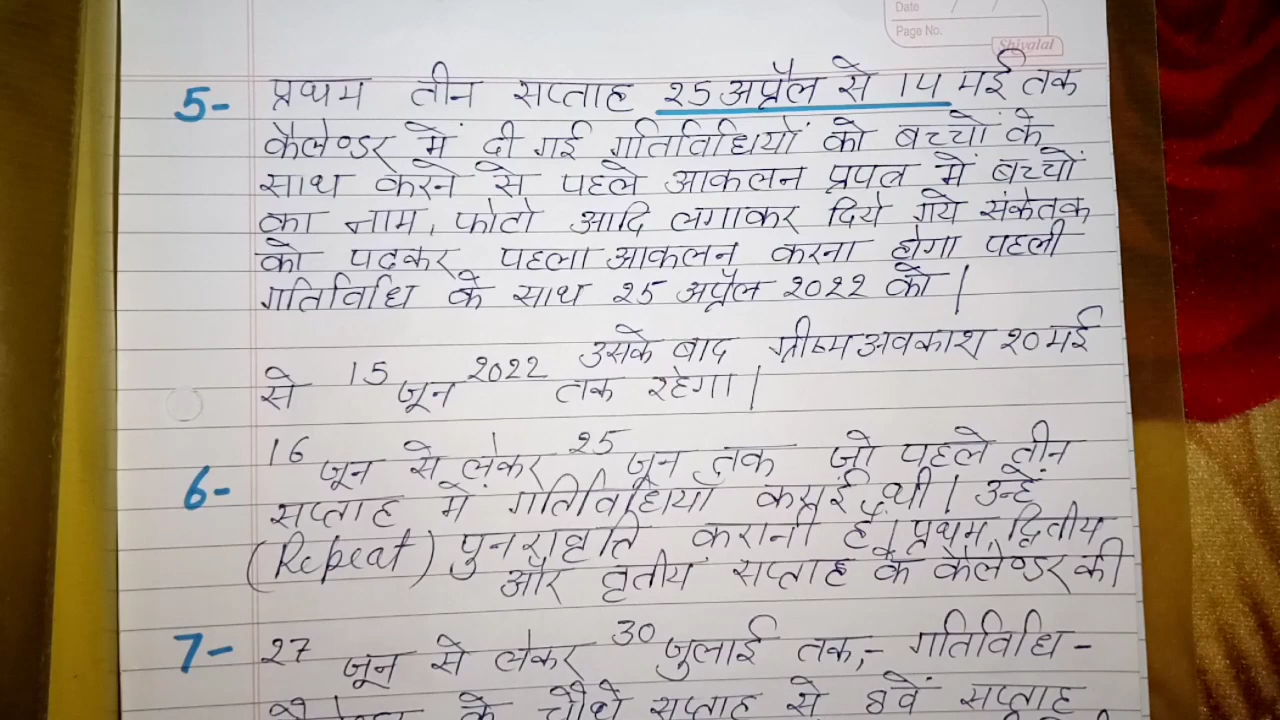 Date / /
Page No.
Shivalal
5- प्रथम तीन सप्ताह 25 अप्रैल से 14 मई तक
कैलेण्डर में दी गई गतिविधियों को बच्चों के
साथ करने से पहले आकलन प्रपत्र में बच्चों
का नाम, फोटो आदि लगाकर दिये गये संकेतक
को पढकर पहला आकलन करना होगा पहली
गतिविधि के साथ 25 अप्रैल 2022 को |
उसके बाद ग्रीष्म अवकाश 20 मई
से 15 जून 2022 तक रहेगा |
6- 16 जून से लेकर 25 जून तक जो पहले तीन
सप्ताह में गतिविधियाँ कराई थी | उन्हें
(Repeat) पुनरावृति करानी है | प्रथम, द्वितीय
और तृतीय सप्ताह के कैलेण्डर की
7- 27 जून से लेकर 30 जुलाई तक,- गतिविधि -
के चौथे सप्ताह से 8वें सप्ताह